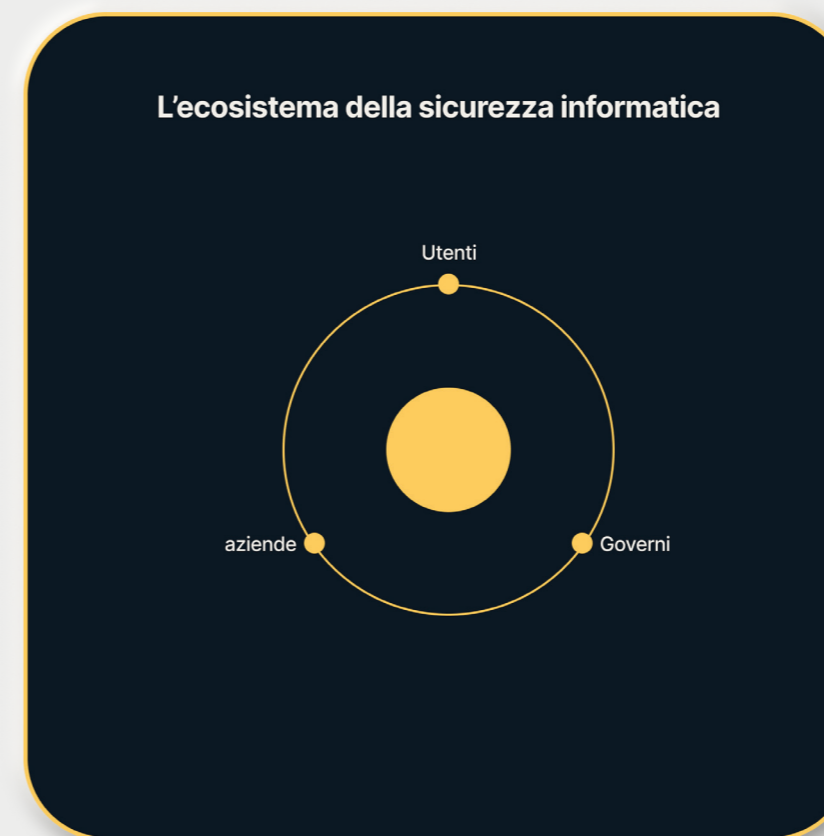 L’ecosistema della sicurezza informatica
Utenti
aziende
Governi